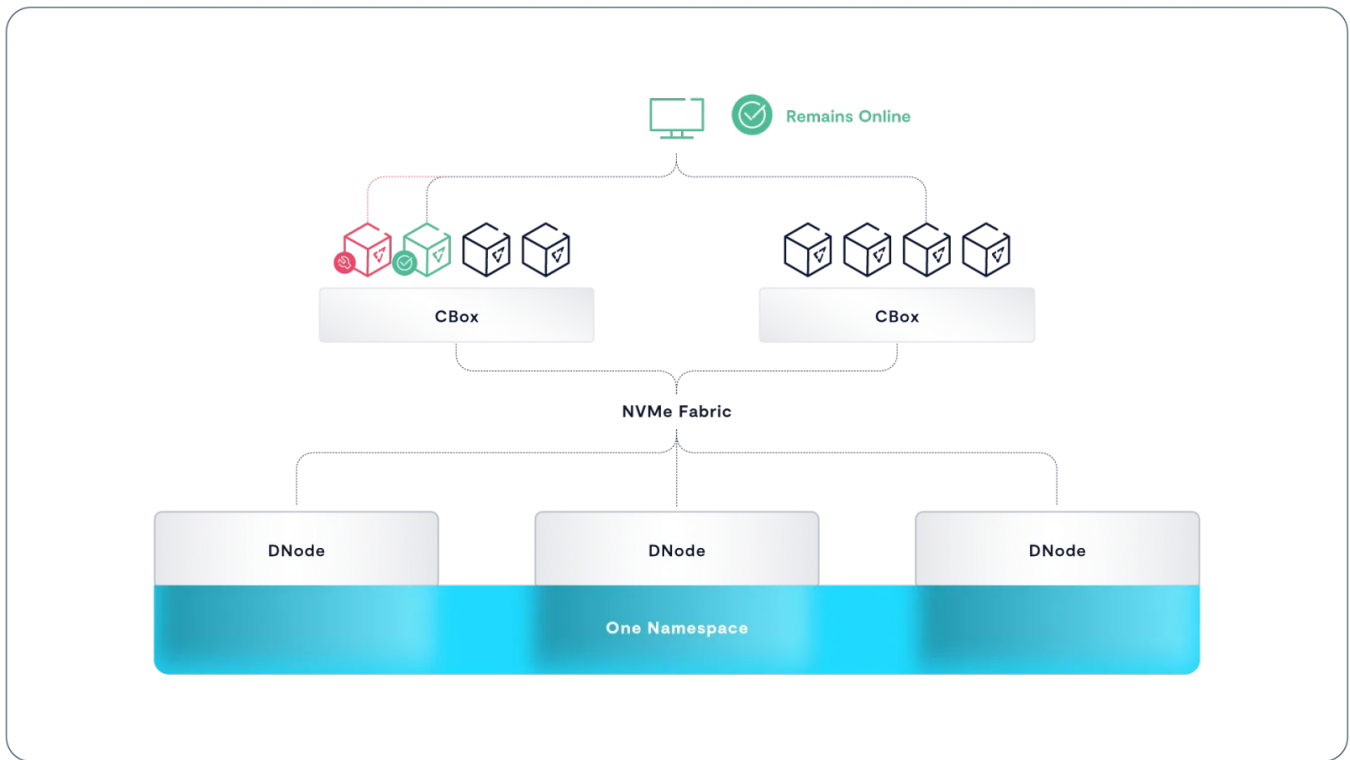 Remains Online
CBox
CBox
NVMe Fabric
DNode
DNode
DNode
One Namespace